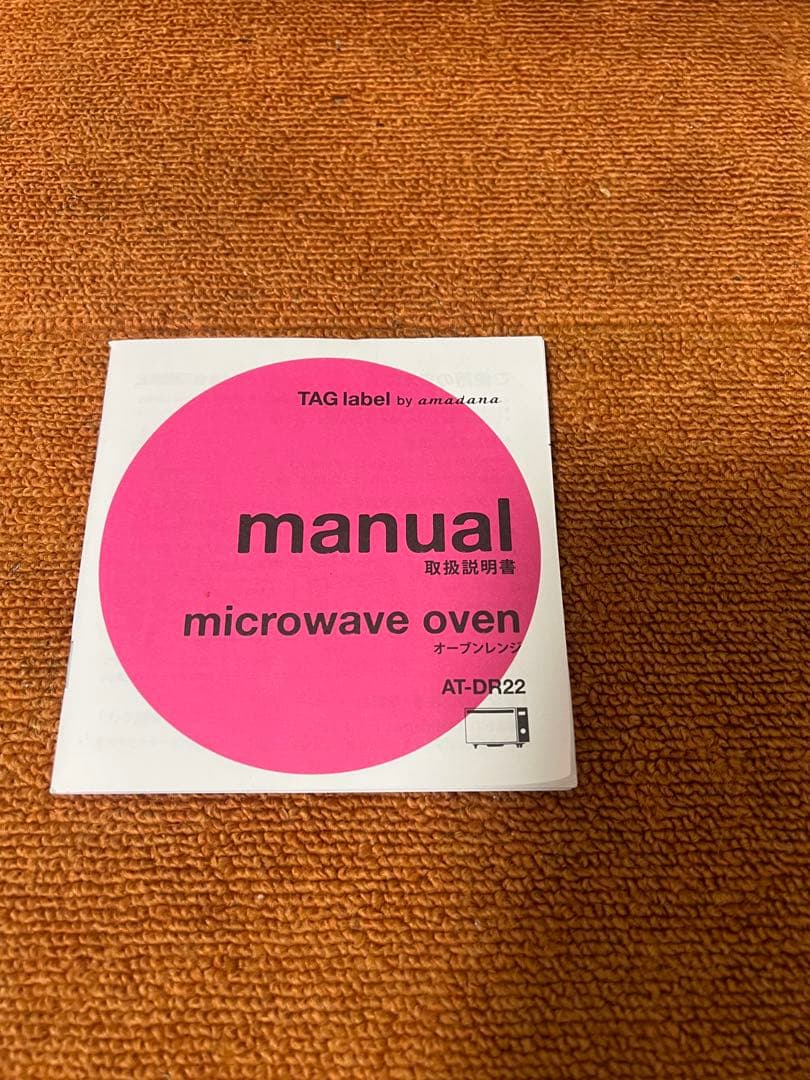 TAG label by amadana
manual
取扱説明書
microwave oven
オーブンレンジ
AT-DR22